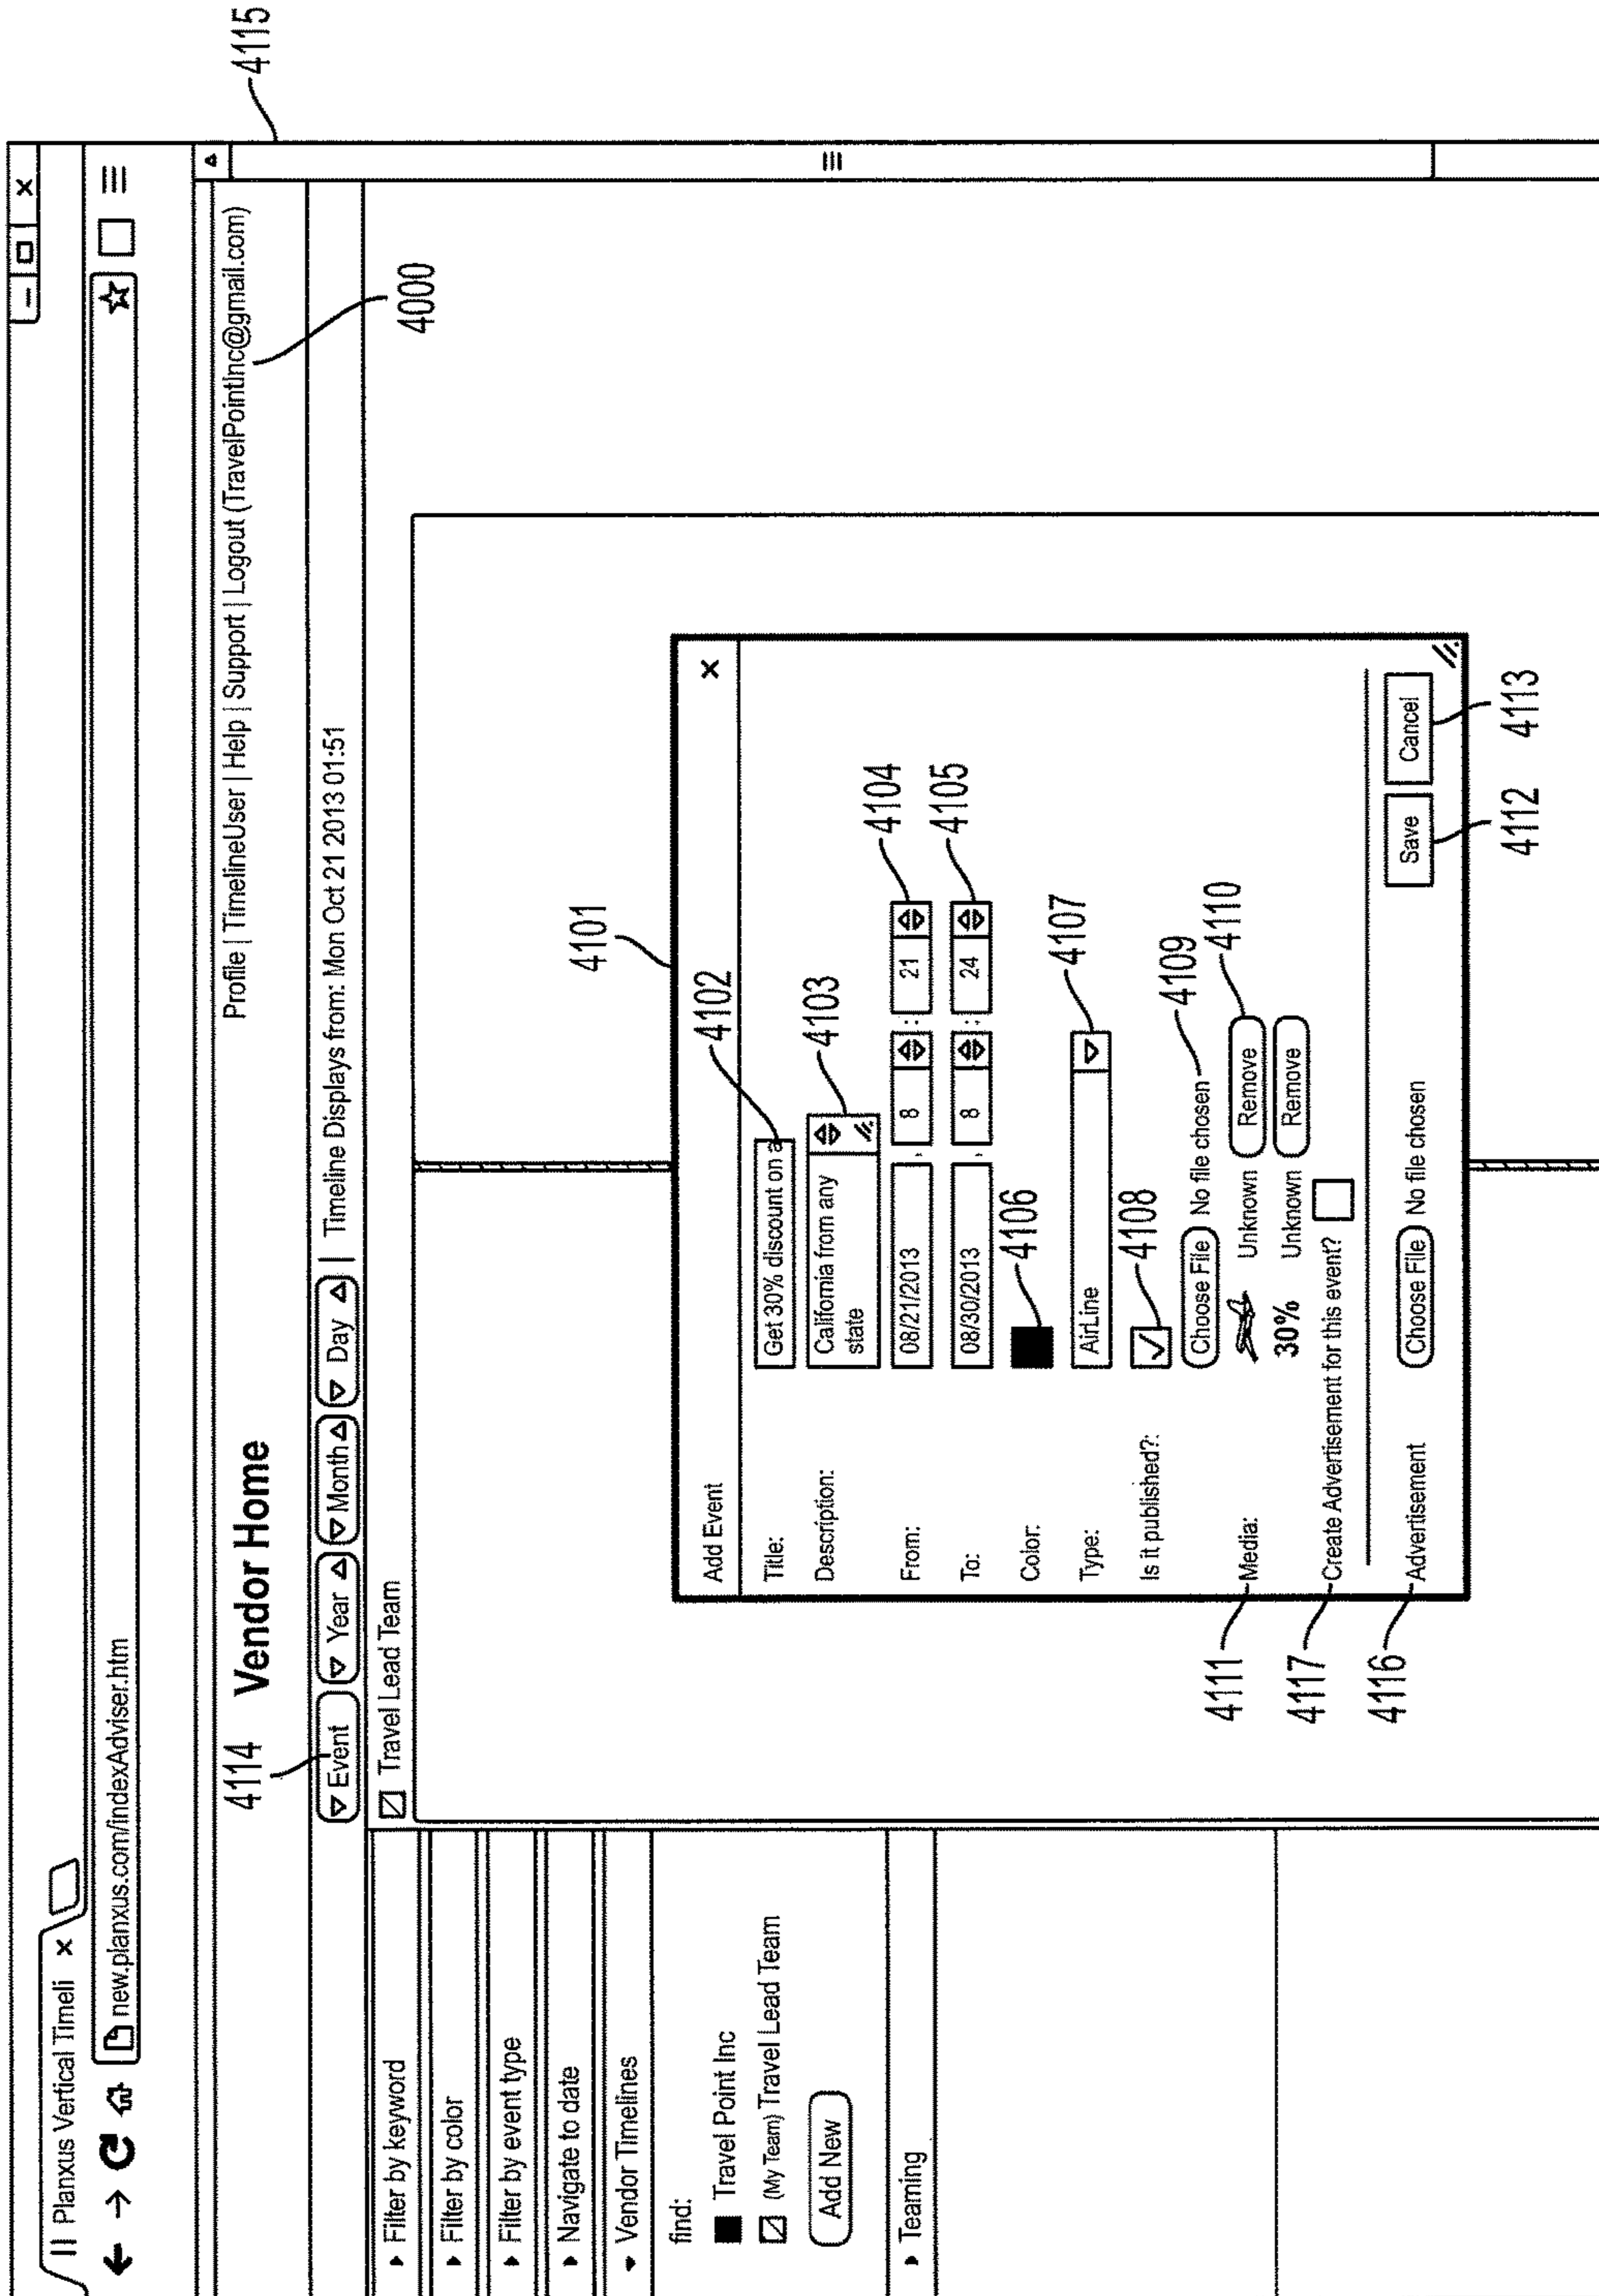 Planxus Vertical Timeli x
new.planxus.com/indexAdviser.htm
4115
Vendor Home
Profile | TimelineUser | Help | Support | Logout (TravelPointInc@gmail.com)
4000
4114
Event Year Month Day | Timeline Displays from: Mon Oct 21 2013 01:51
Travel Lead Team
Filter by keyword
Filter by color
Filter by event type
Navigate to date
Vendor Timelines
find:
Travel Point Inc
(My Team) Travel Lead Team
Add New
Teaming
4101
Add Event x
4102
Title: Get 30% discount on a
4103
Description: California from any
state
4104
From: 08/21/2013 , 8 : 21
4105
To: 08/30/2013 , 8 : 24
Color: 4106
4107
Type: AirLine
Is it published?: 4108
Choose File No file chosen 4109
4111 Media: Unknown Remove 4110
30% Unknown Remove
4117 Create Advertisement for this event?
4116 Advertisement Choose File No file chosen Save Cancel
4112 4113